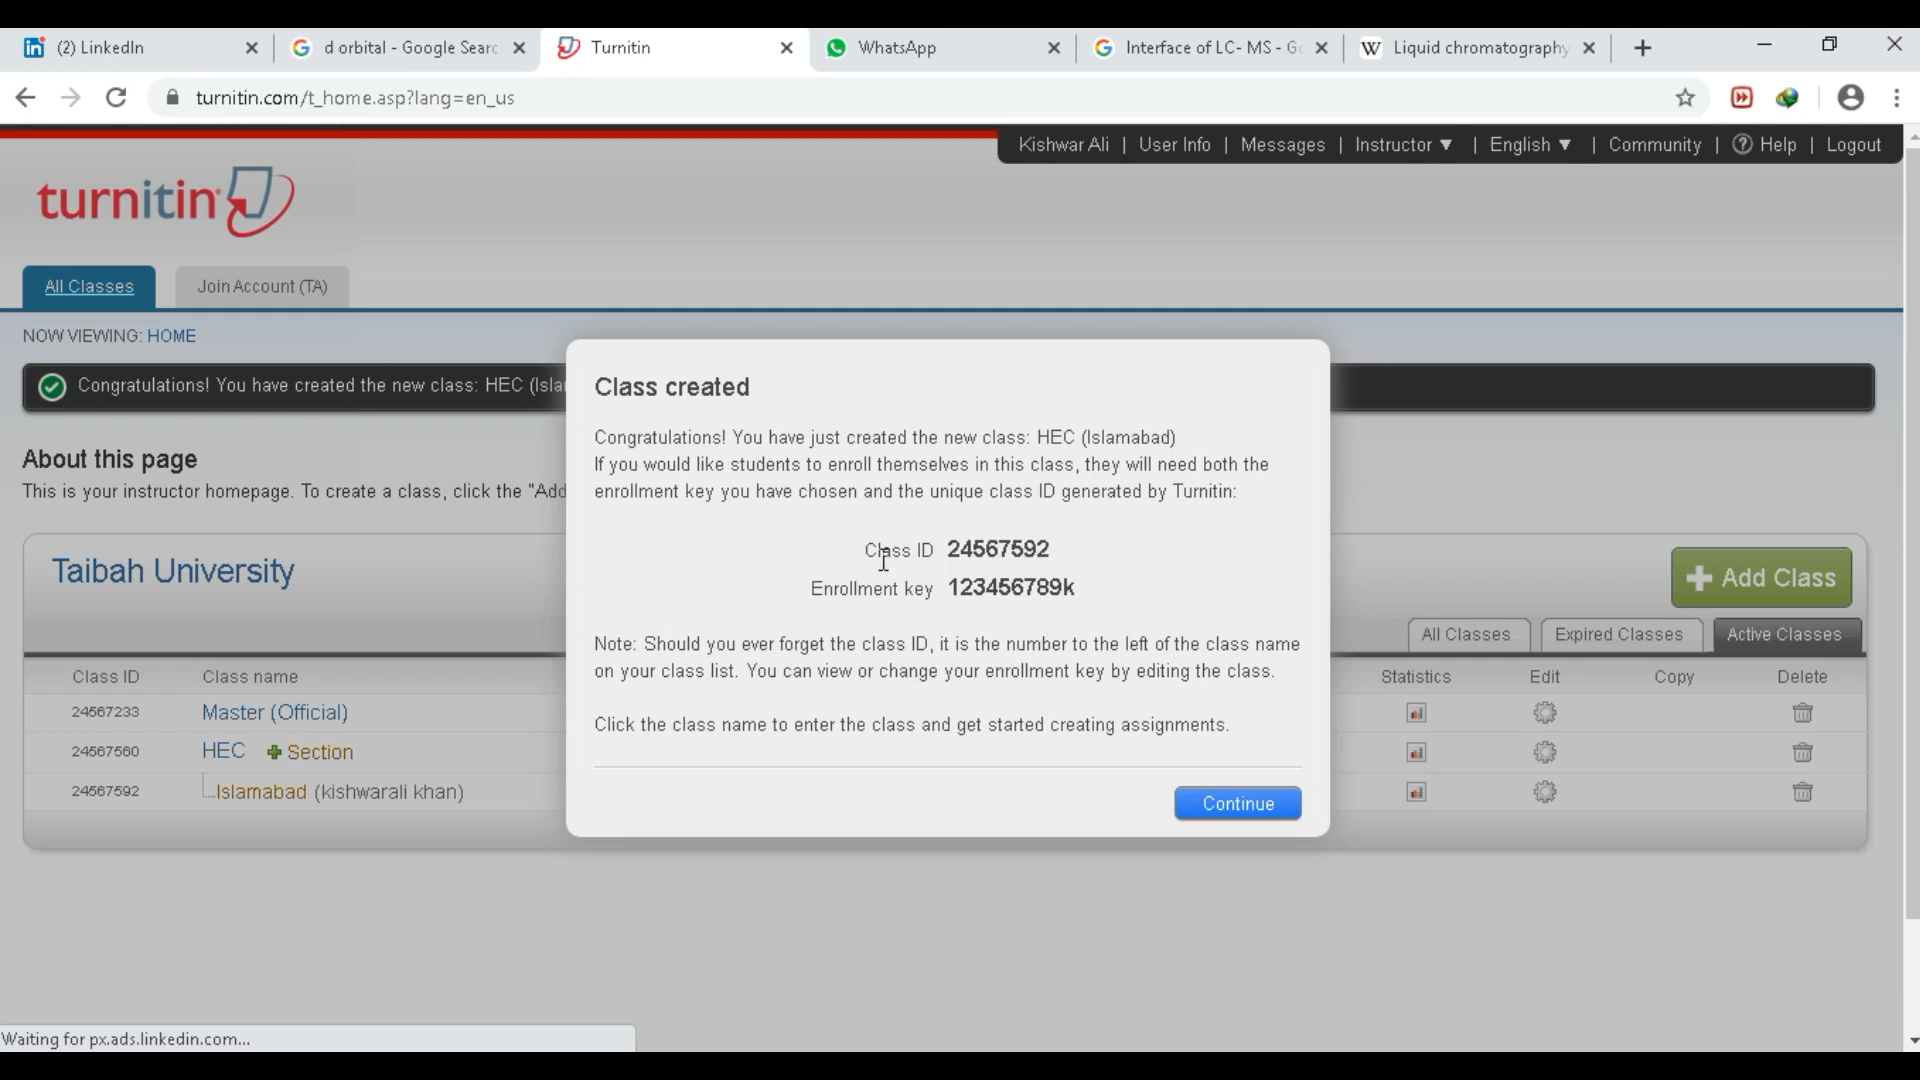 (2) LinkedIn
d orbital - Google Searc
Turnitin
WhatsApp
Interface of LC- MS - Go
Liquid chromatography
turnitin.com/t_home.asp?lang=en_us
Kishwar Ali | User Info | Messages | Instructor ▼ | English ▼ | Community | ? Help | Logout
turnitin
All Classes
Join Account (TA)
NOW VIEWING: HOME
Congratulations! You have created the new class: HEC (Isla
About this page
This is your instructor homepage. To create a class, click the "Add
Class created
Congratulations! You have just created the new class: HEC (Islamabad)
If you would like students to enroll themselves in this class, they will need both the
enrollment key you have chosen and the unique class ID generated by Turnitin:
Class ID 24567592
Enrollment key 123456789k
Note: Should you ever forget the class ID, it is the number to the left of the class name
on your class list. You can view or change your enrollment key by editing the class.
Click the class name to enter the class and get started creating assignments.
Continue
Taibah University
Add Class
All Classes
Expired Classes
Active Classes
Class ID Class name Statistics Edit Copy Delete
24567233 Master (Official)
24567560 HEC Section
24567592 Islamabad (kishwarali khan)
Waiting for px.ads.linkedin.com...